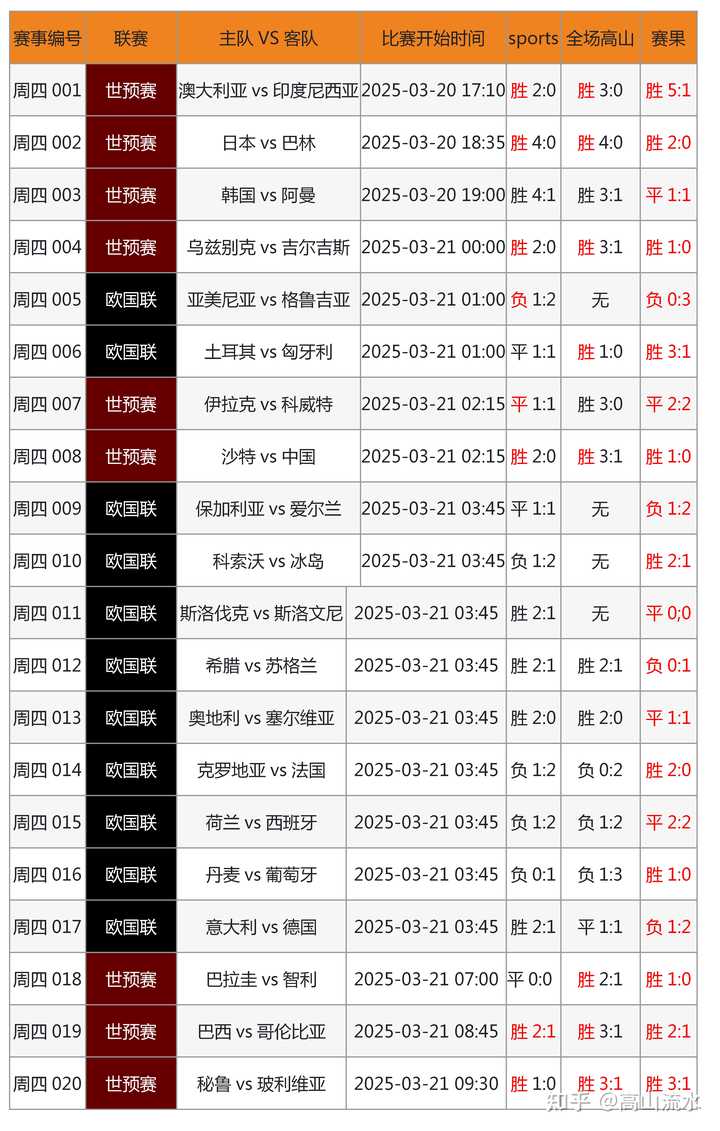 赛事编号 联赛 主队 VS 客队 比赛开始时间 sports 全场高山 赛果
周四 001 世预赛 澳大利亚 vs 印度尼西亚 2025-03-20 17:10 胜 2:0 胜 3:0 胜 5:1
周四 002 世预赛 日本 vs 巴林 2025-03-20 18:35 胜 4:0 胜 4:0 胜 2:0
周四 003 世预赛 韩国 vs 阿曼 2025-03-20 19:00 胜 4:1 胜 3:1 平 1:1
周四 004 世预赛 乌兹别克 vs 吉尔吉斯 2025-03-21 00:00 胜 2:0 胜 3:1 胜 1:0
周四 005 欧国联 亚美尼亚 vs 格鲁吉亚 2025-03-21 01:00 负 1:2 无 负 0:3
周四 006 欧国联 土耳其 vs 匈牙利 2025-03-21 01:00 平 1:1 胜 1:0 胜 3:1
周四 007 世预赛 伊拉克 vs 科威特 2025-03-21 02:15 平 1:1 胜 3:0 平 2:2
周四 008 世预赛 沙特 vs 中国 2025-03-21 02:15 胜 2:0 胜 3:1 胜 1:0
周四 009 欧国联 保加利亚 vs 爱尔兰 2025-03-21 03:45 平 1:1 无 负 1:2
周四 010 欧国联 科索沃 vs 冰岛 2025-03-21 03:45 负 1:2 无 胜 2:1
周四 011 欧国联 斯洛伐克 vs 斯洛文尼 2025-03-21 03:45 胜 2:1 无 平 0;0
周四 012 欧国联 希腊 vs 苏格兰 2025-03-21 03:45 胜 2:1 胜 2:1 负 0:1
周四 013 欧国联 奥地利 vs 塞尔维亚 2025-03-21 03:45 胜 2:0 胜 2:0 平 1:1
周四 014 欧国联 克罗地亚 vs 法国 2025-03-21 03:45 负 1:2 负 0:2 胜 2:0
周四 015 欧国联 荷兰 vs 西班牙 2025-03-21 03:45 负 1:2 负 1:2 平 2:2
周四 016 欧国联 丹麦 vs 葡萄牙 2025-03-21 03:45 负 0:1 负 1:3 胜 1:0
周四 017 欧国联 意大利 vs 德国 2025-03-21 03:45 胜 2:1 平 1:1 负 1:2
周四 018 世预赛 巴拉圭 vs 智利 2025-03-21 07:00 平 0:0 胜 2:1 胜 1:0
周四 019 世预赛 巴西 vs 哥伦比亚 2025-03-21 08:45 胜 2:1 胜 3:1 胜 2:1
周四 020 世预赛 秘鲁 vs 玻利维亚 2025-03-21 09:30 胜 1:0 胜 3:1 胜 3:1
知乎 @高山流水